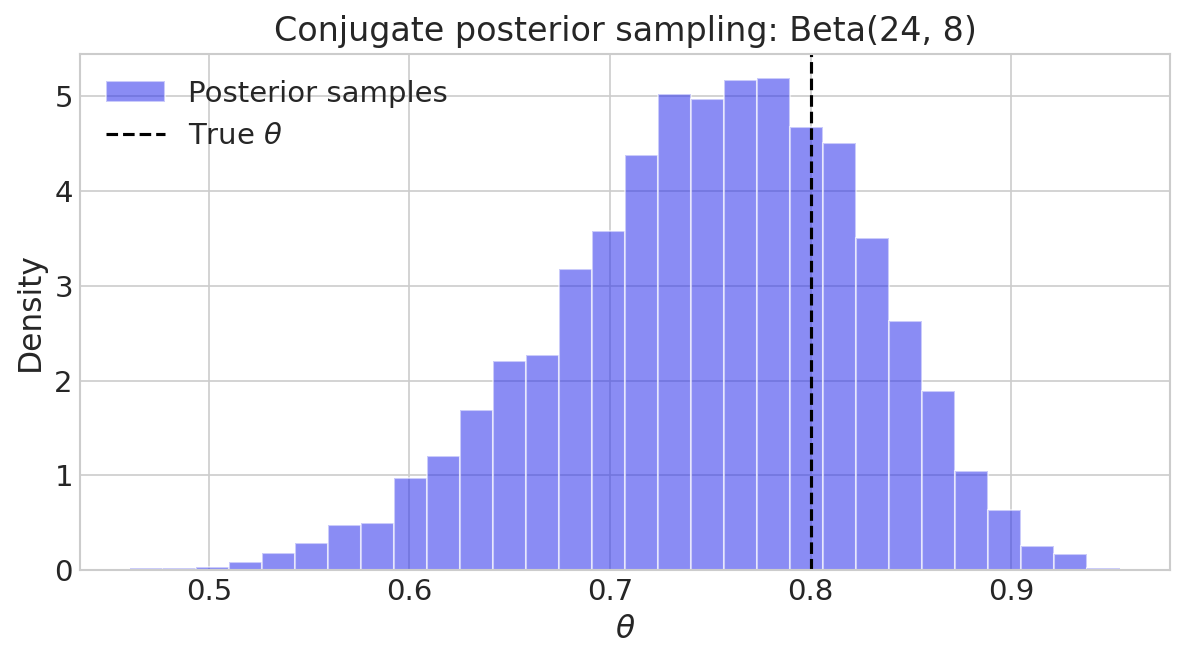 Conjugate posterior sampling: Beta(24, 8)
Posterior samples
True θ
Density
5
4
3
2
1
0
0.5 0.6 0.7 0.8 0.9
θ